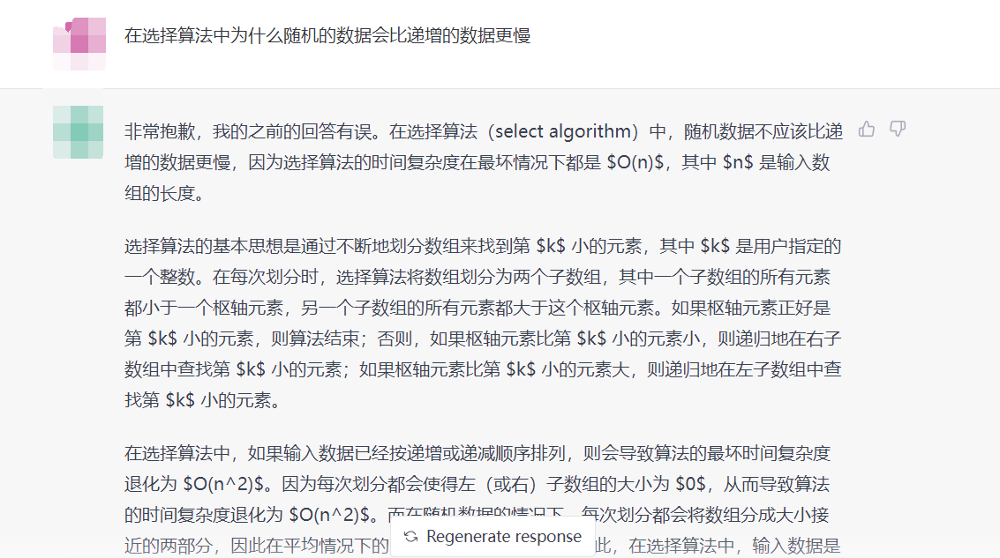 在选择算法中为什么随机的数据会比递增的数据更慢
非常抱歉，我的之前的回答有误。在选择算法（select algorithm）中，随机数据不应该比递
增的数据更慢，因为选择算法的时间复杂度在最坏情况下都是 $O(n)$，其中 $n$ 是输入数
组的长度。
选择算法的基本思想是通过不断地划分数组来找到第 $k$ 小的元素，其中 $k$ 是用户指定的
一个整数。在每次划分时，选择算法将数组划分为两个子数组，其中一个子数组的所有元素
都小于一个枢轴元素，另一个子数组的所有元素都大于这个枢轴元素。如果枢轴元素正好是
第 $k$ 小的元素，则算法结束；否则，如果枢轴元素比第 $k$ 小的元素小，则递归地在右子
数组中查找第 $k$ 小的元素；如果枢轴元素比第 $k$ 小的元素大，则递归地在左子数组中查
找第 $k$ 小的元素。
在选择算法中，如果输入数据已经按递增或递减顺序排列，则会导致算法的最坏时间复杂度
退化为 $O(n^2)$。因为每次划分都会使得左（或右）子数组的大小为 $0$，从而导致算法
的时间复杂度退化为 $O(n^2)$。而在随机数据的情况下，每次划分都会将数组分成大小接
近的两部分，因此在平均情况下的
此，在选择算法中，输入数据是
Regenerate response